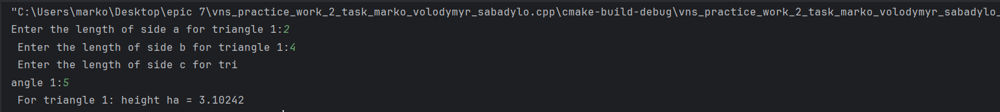 "C:\Users\marko\Desktop\epic 7\vns_practice_work_2_task_marko_volodymyr_sabadylo.cpp\cmake-build-debug\vns_practice_work_2_task_marko_volodymyr_sabadylo_
Enter the length of side a for triangle 1:2
Enter the length of side b for triangle 1:4
Enter the length of side c for tri
angle 1:5
For triangle 1: height ha = 3.10242